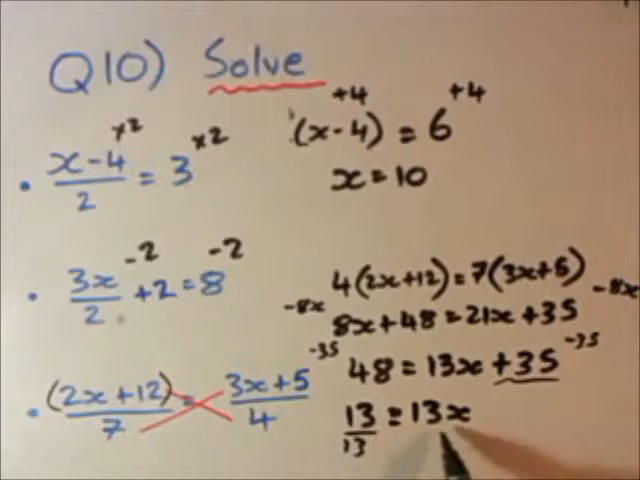 Q10) Solve
x2 x2
x-4/2 = 3
+4 +4
(x-4) = 6
x = 10
-2 -2
3x/2 +2 = 8
4(2x+12) = 7(3x+5)
-8x -8x
8x+48 = 21x+35
-35 -35
48 = 13x +35
(2x+12)/7 = 3x+5/4
13/13 = 13x